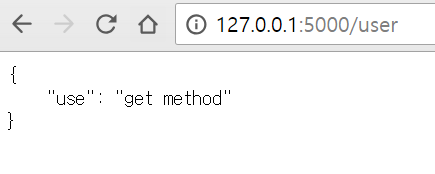 127.0.0.1:5000/user
{
    "use": "get method"
}